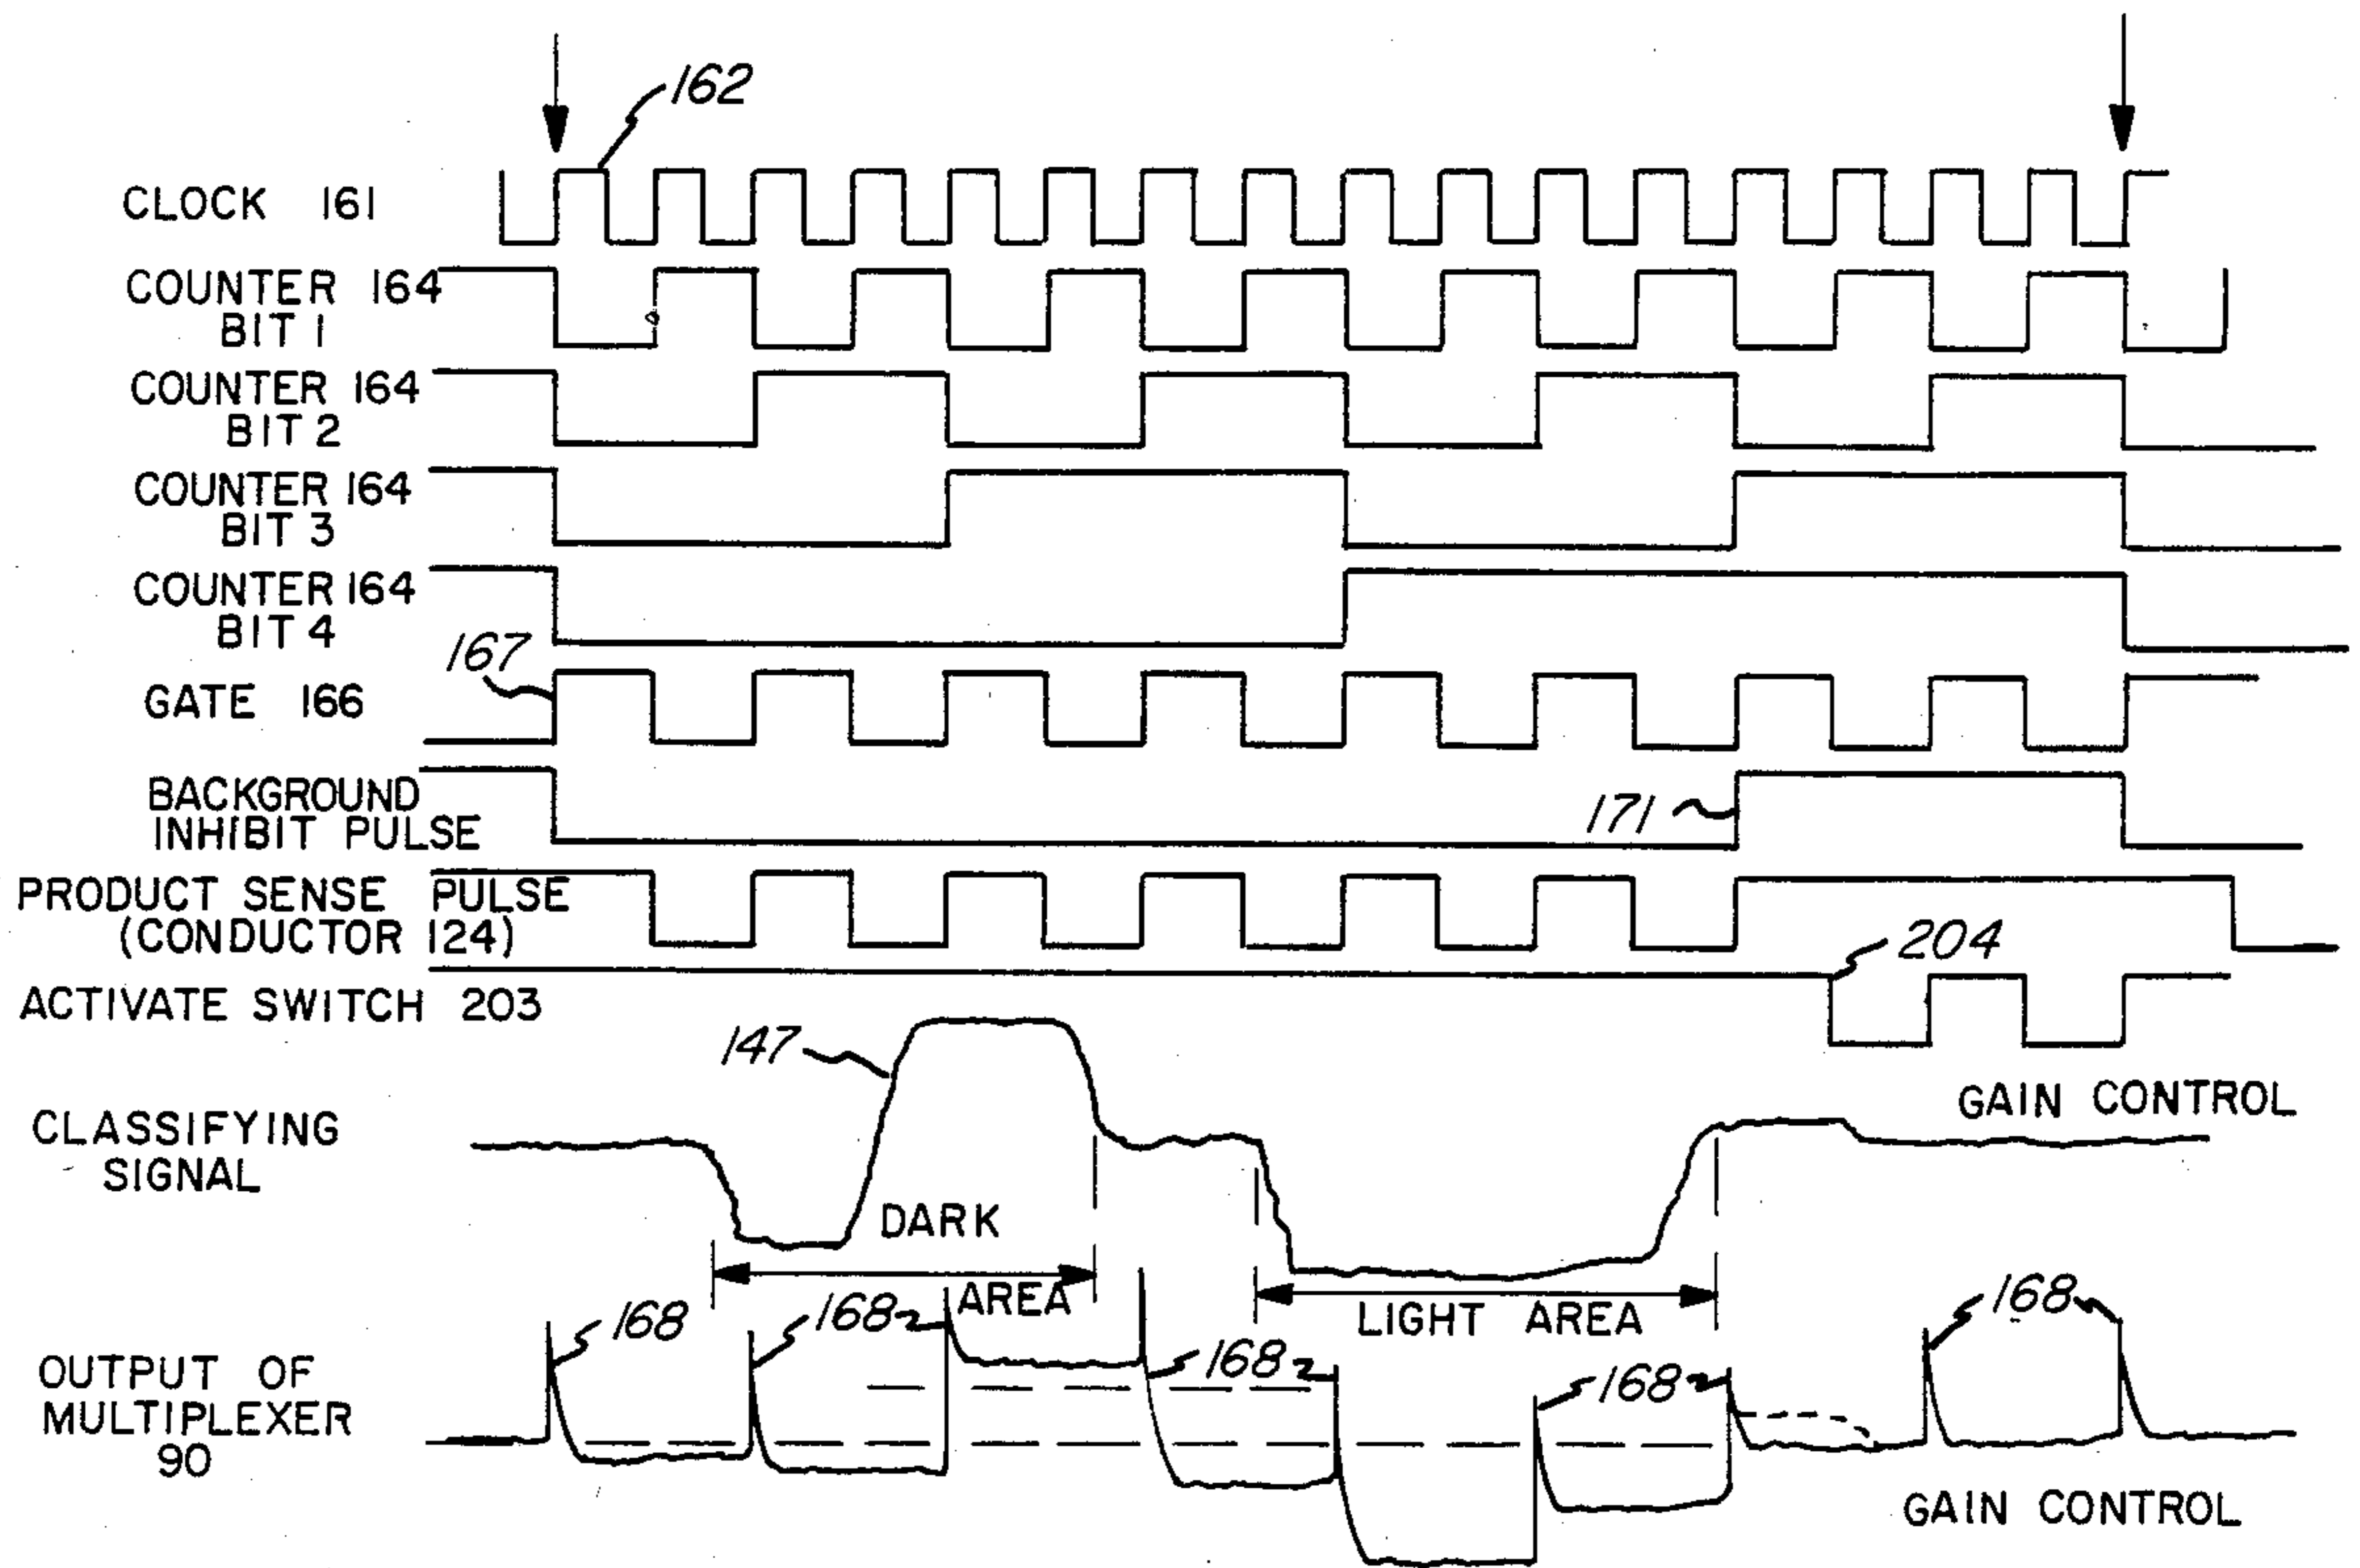 162
CLOCK 161
COUNTER 164
BIT 1
COUNTER 164
BIT 2
COUNTER 164
BIT 3
COUNTER 164
BIT 4
167
GATE 166
BACKGROUND
INHIBIT PULSE
171
PRODUCT SENSE PULSE
(CONDUCTOR 124)
204
ACTIVATE SWITCH 203
147
GAIN CONTROL
CLASSIFYING
SIGNAL
DARK
AREA
LIGHT AREA
168
168
168
168
168
OUTPUT OF
MULTIPLEXER
90
GAIN CONTROL